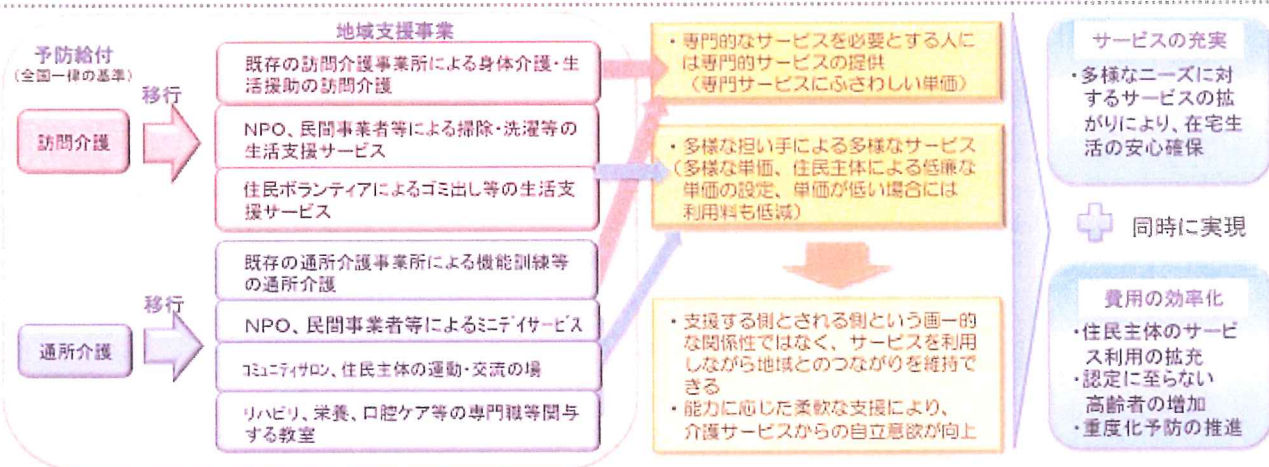 予防給付
（全国一律の基準）
移行
訪問介護
移行
通所介護
地域支援事業
既存の訪問介護事業所による身体介護・生
活援助の訪問介護
NPO、民間事業者等による掃除・洗濯等の
生活支援サービス
住民ボランティアによるゴミ出し等の生活支
援サービス
既存の通所介護事業所による機能訓練等
の通所介護
NPO、民間事業者等によるミニデイサービス
コミュニティサロン、住民主体の運動・交流の場
リハビリ、栄養、口腔ケア等の専門職等関与
する教室
・専門的なサービスを必要とする人に
は専門的サービスの提供
（専門サービスにふさわしい単価）
・多様な担い手による多様なサービス
（多様な単価、住民主体による低廉な
単価の設定、単価が低い場合には
利用料も低減）
・支援する側とされる側という画一的
な関係性ではなく、サービスを利用
しながら地域とのつながりを維持で
きる
・能力に応じた柔軟な支援により、
介護サービスからの自立意欲が向上
サービスの充実
・多様なニーズに対
するサービスの拡
がりにより、在宅生
活の安心確保
同時に実現
費用の効率化
・住民主体のサービ
ス利用の拡充
・認定に至らない
高齢者の増加
・重度化予防の推進